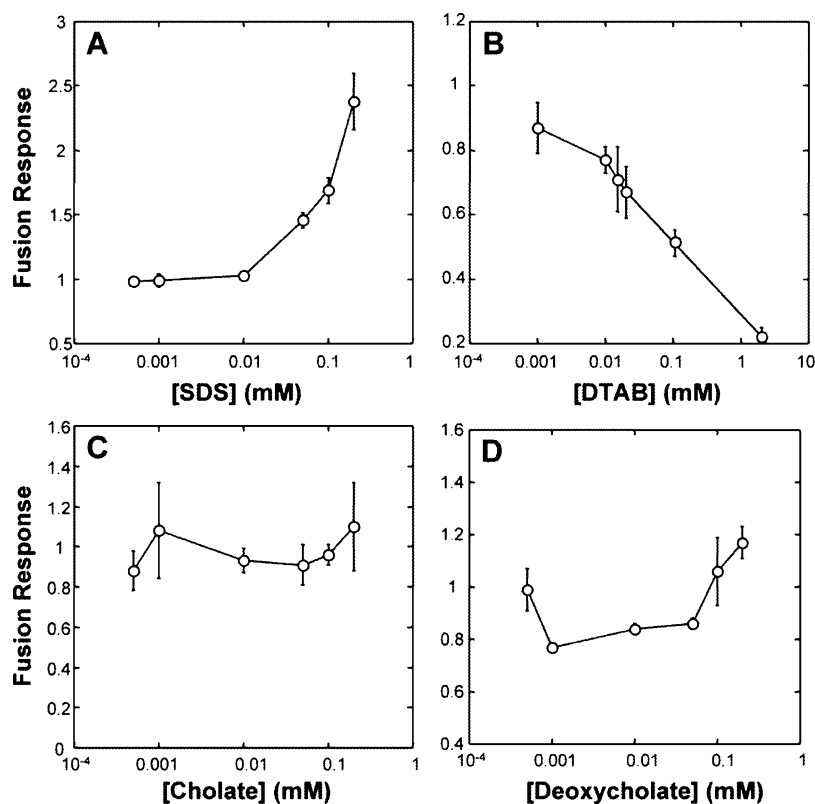 A
3
2.5
2
1.5
1
0.5
Fusion Response
10-4 0.001 0.01 0.1 1
[SDS] (mM)
B
1.2
1
0.8
0.6
0.4
0.2
10-4 0.001 0.01 0.1 1 10
[DTAB] (mM)
C
1.6
1.4
1.2
1
0.8
0.6
0.4
0.2
0
Fusion Response
10-4 0.001 0.01 0.1 1
[Cholate] (mM)
D
1.6
1.4
1.2
1
0.8
0.6
0.4
10-4 0.001 0.01 0.1 1
[Deoxycholate] (mM)